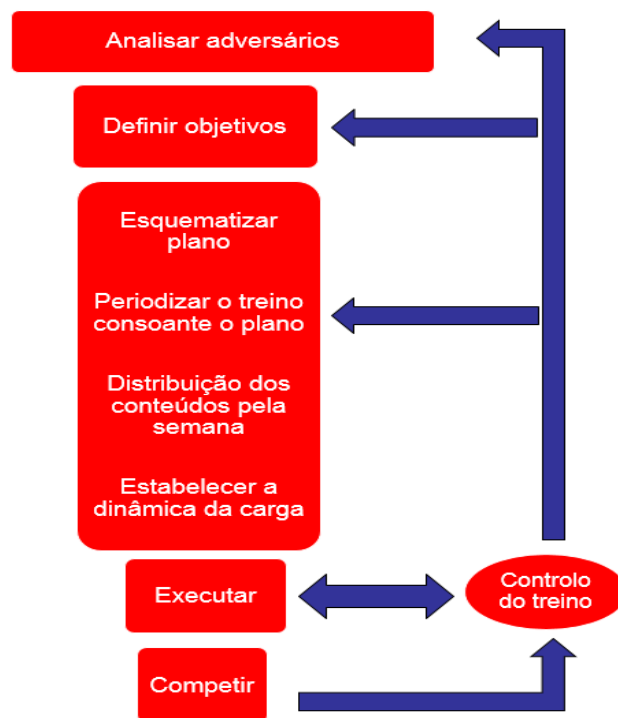 Analisar adversários
Definir objetivos
Esquematizar
plano
Periodizar o treino
consoante o plano
Distribuição dos
conteúdos pela
semana
Estabelecer a
dinâmica da carga
Executar
Controlo
do treino
Competir